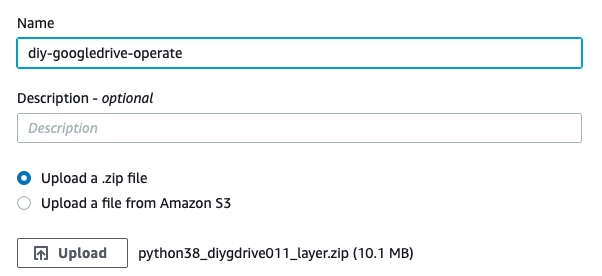 Name
diy-googledrive-operate
Description - optional
Description
Upload a .zip file
Upload a file from Amazon S3
Upload python38_diygdrive011_layer.zip (10.1 MB)